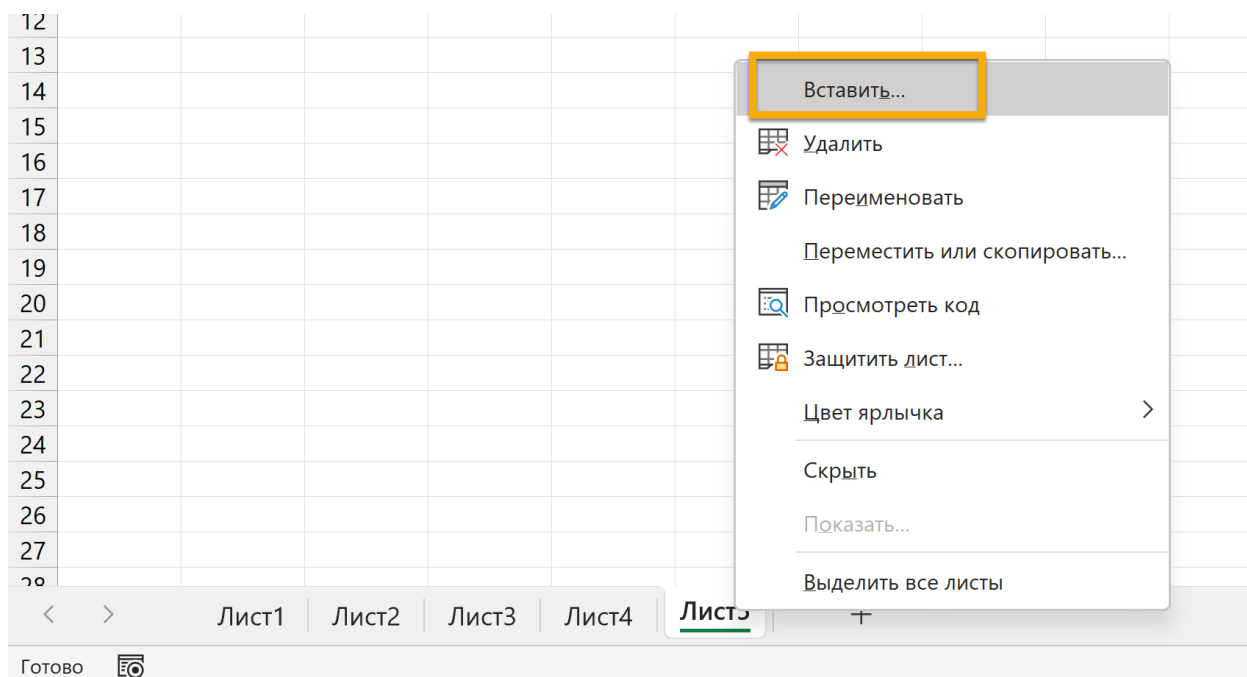 12
13
14
15
16
17
18
19
20
21
22
23
24
25
26
27
28
Вставить...
Удалить
Переименовать
Переместить или скопировать...
Просмотреть код
Защитить лист...
Цвет ярлычка
Скрыть
Показать...
Выделить все листы
Лист1 Лист2 Лист3 Лист4 Лист5
Готово